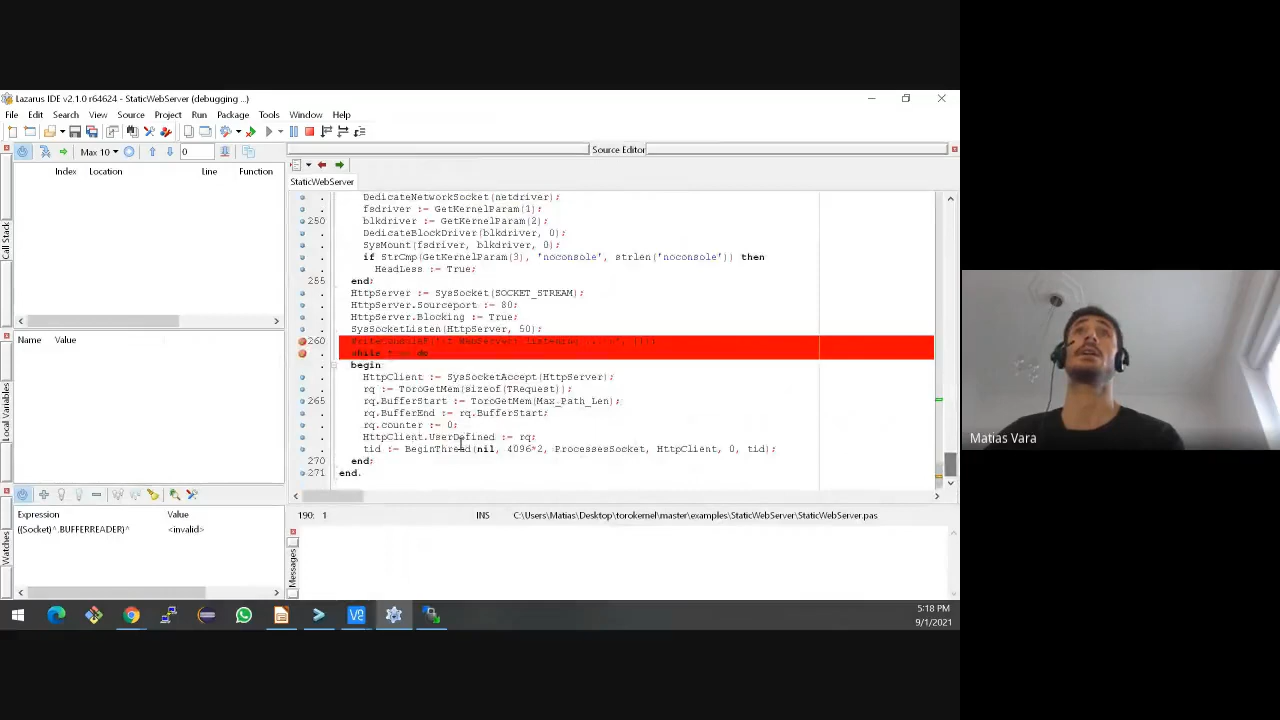 Lazarus IDE v2.1.0 r64624 - StaticWebServer (debugging ...)
File Edit Search View Source Project Run Package Tools Window Help
Source Editor
Max 10 0
Index Location Line Function
StaticWebServer
DedicateNetworkSocket(netdriver);
fsdriver := GetKernelParam(1);
250 blkdriver := GetKernelParam(2);
DedicateBlockDriver(blkdriver, 0);
SysMount(fsdriver, blkdriver, 0);
if StrCmp(GetKernelParam(3), 'noconsole', strlen('noconsole')) then
HeadLess := True;
255 end;
HttpServer := SysSocket(SOCKET_STREAM);
HttpServer.Sourceport := 80;
HttpServer.Blocking := True;
SysSocketListen(HttpServer, 50);
260
while do
begin
HttpClient := SysSocketAccept(HttpServer);
rq := ToroGetMem(sizeof(TRequest));
265 rq.BufferStart := ToroGetMem(Max_Path_Len);
rq.BufferEnd := rq.BufferStart;
rq.counter := 0;
HttpClient.UserDefined := rq;
tid := BeginThread(nil, 4096*2, ProcessesSocket, HttpClient, 0, tid);
270 end;
271 end.
Call Stack
Name Value
Local Variables
Expression Value
{(Socket)^.BUFFERREADER}^ <invalid>
Watches
190: 1 INS C:\Users\Matias\Desktop\torokernel\master\examples\StaticWebServer\StaticWebServer.pas
Messages
5:18 PM
9/1/2021
Matias Vara